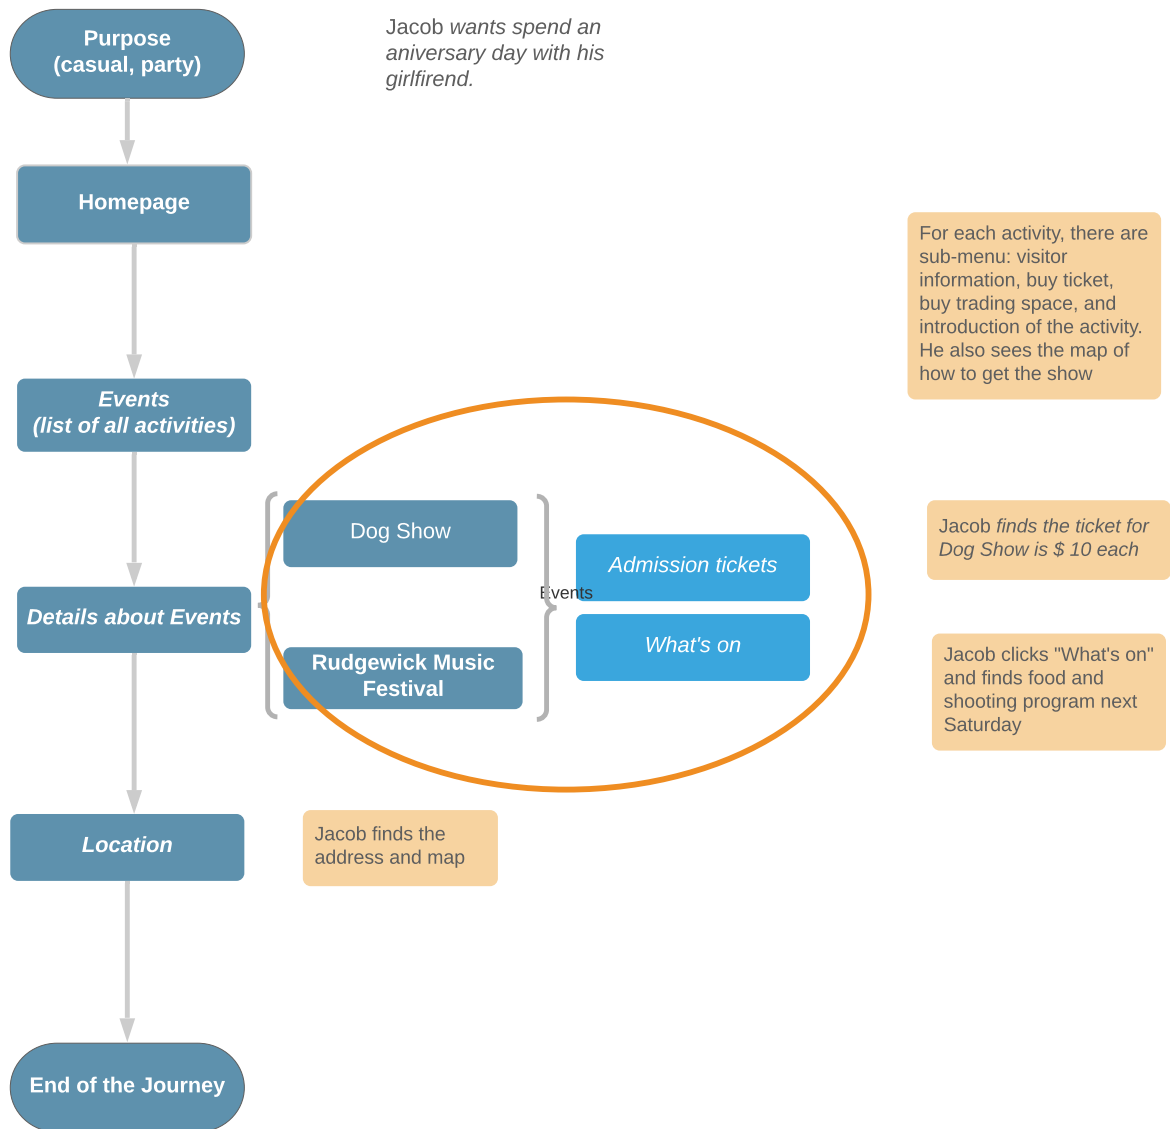 Purpose
(casual, party)
Jacob wants spend an
aniversary day with his
girlfirend.
Homepage
For each activity, there are
sub-menu: visitor
information, buy ticket,
buy trading space, and
introduction of the activity.
He also sees the map of
how to get the show
Events
(list of all activities)
Dog Show
Admission tickets
Jacob finds the ticket for
Dog Show is $ 10 each
Events
Details about Events
What's on
Rudgewick Music
Festival
Jacob clicks "What's on"
and finds food and
shooting program next
Saturday
Location
Jacob finds the
address and map
End of the Journey